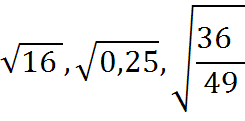 √16 , √0,25 , √(36/49)